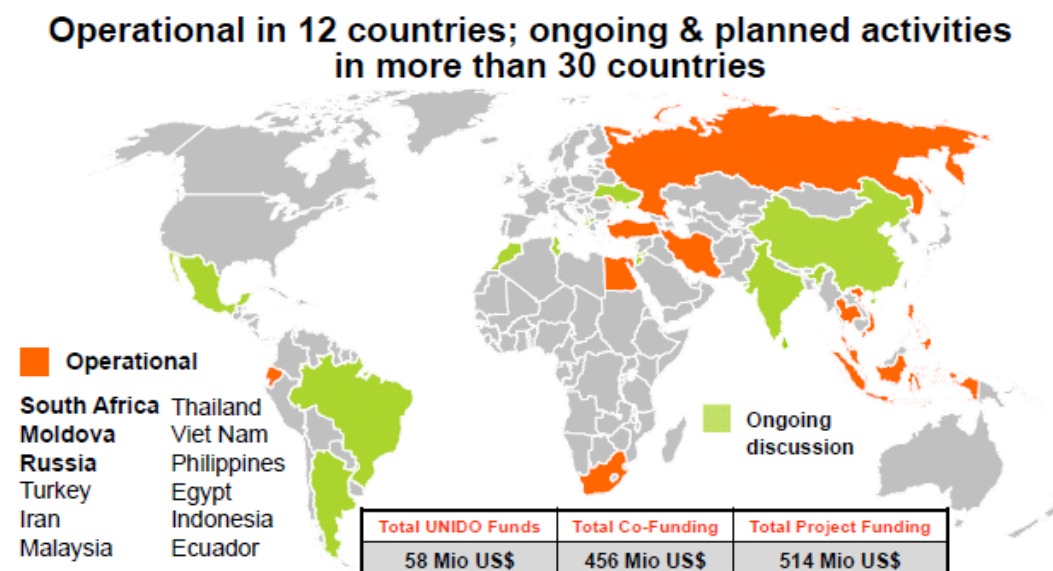 Operational in 12 countries; ongoing & planned activities
in more than 30 countries
Operational
South Africa Thailand
Moldova Viet Nam
Russia Philippines
Turkey Egypt
Iran Indonesia
Malaysia Ecuador
Ongoing
discussion
Total UNIDO Funds Total Co-Funding Total Project Funding
58 Mio US$ 456 Mio US$ 514 Mio US$